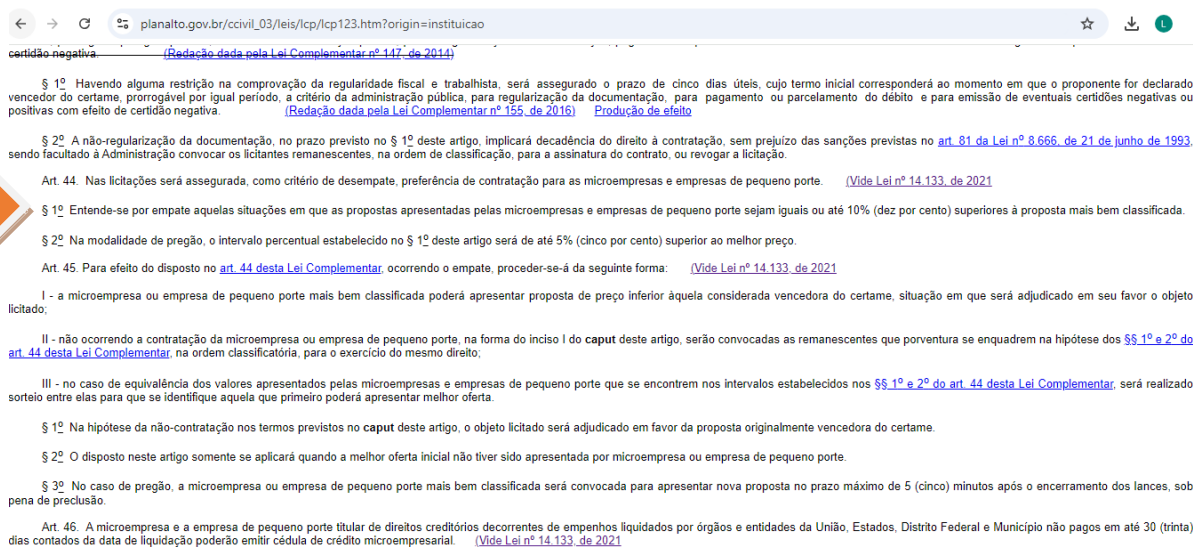 planalto.gov.br/ccivil_03/leis/lcp/lcp123.htm?origin=instituicao
L
certidão negativa. (Redação dada pela Lei Complementar nº 147, de 2014)
§ 1º Havendo alguma restrição na comprovação da regularidade fiscal e trabalhista, será assegurado o prazo de cinco dias úteis, cujo termo inicial corresponderá ao momento em que o proponente for declarado
vencedor do certame, prorrogável por igual período, a critério da administração pública, para regularização da documentação, para pagamento ou parcelamento do débito e para emissão de eventuais certidões negativas ou
positivas com efeito de certidão negativa. (Redação dada pela Lei Complementar nº 155, de 2016) Produção de efeito
§ 2º A não-regularização da documentação, no prazo previsto no § 1º deste artigo, implicará decadência do direito à contratação, sem prejuízo das sanções previstas no art. 81 da Lei nº 8.666, de 21 de junho de 1993,
sendo facultado à Administração convocar os licitantes remanescentes, na ordem de classificação, para a assinatura do contrato, ou revogar a licitação.
Art. 44. Nas licitações será assegurada, como critério de desempate, preferência de contratação para as microempresas e empresas de pequeno porte. (Vide Lei nº 14.133, de 2021
§ 1º Entende-se por empate aquelas situações em que as propostas apresentadas pelas microempresas e empresas de pequeno porte sejam iguais ou até 10% (dez por cento) superiores à proposta mais bem classificada.
§ 2º Na modalidade de pregão, o intervalo percentual estabelecido no § 1º deste artigo será de até 5% (cinco por cento) superior ao melhor preço.
Art. 45. Para efeito do disposto no art. 44 desta Lei Complementar, ocorrendo o empate, proceder-se-á da seguinte forma: (Vide Lei nº 14.133, de 2021
I - a microempresa ou empresa de pequeno porte mais bem classificada poderá apresentar proposta de preço inferior àquela considerada vencedora do certame, situação em que será adjudicado em seu favor o objeto
licitado;
II - não ocorrendo a contratação da microempresa ou empresa de pequeno porte, na forma do inciso I do caput deste artigo, serão convocadas as remanescentes que porventura se enquadrem na hipótese dos §§ 1º e 2º do
art. 44 desta Lei Complementar, na ordem classificatória, para o exercício do mesmo direito;
III - no caso de equivalência dos valores apresentados pelas microempresas e empresas de pequeno porte que se encontrem nos intervalos estabelecidos nos §§ 1º e 2º do art. 44 desta Lei Complementar, será realizado
sorteio entre elas para que se identifique aquela que primeiro poderá apresentar melhor oferta.
§ 1º Na hipótese da não-contratação nos termos previstos no caput deste artigo, o objeto licitado será adjudicado em favor da proposta originalmente vencedora do certame.
§ 2º O disposto neste artigo somente se aplicará quando a melhor oferta inicial não tiver sido apresentada por microempresa ou empresa de pequeno porte.
§ 3º No caso de pregão, a microempresa ou empresa de pequeno porte mais bem classificada será convocada para apresentar nova proposta no prazo máximo de 5 (cinco) minutos após o encerramento dos lances, sob
pena de preclusão.
Art. 46. A microempresa e a empresa de pequeno porte titular de direitos creditórios decorrentes de empenhos liquidados por órgãos e entidades da União, Estados, Distrito Federal e Município não pagos em até 30 (trinta)
dias contados da data de liquidação poderão emitir cédula de crédito microempresarial. (Vide Lei nº 14.133, de 2021